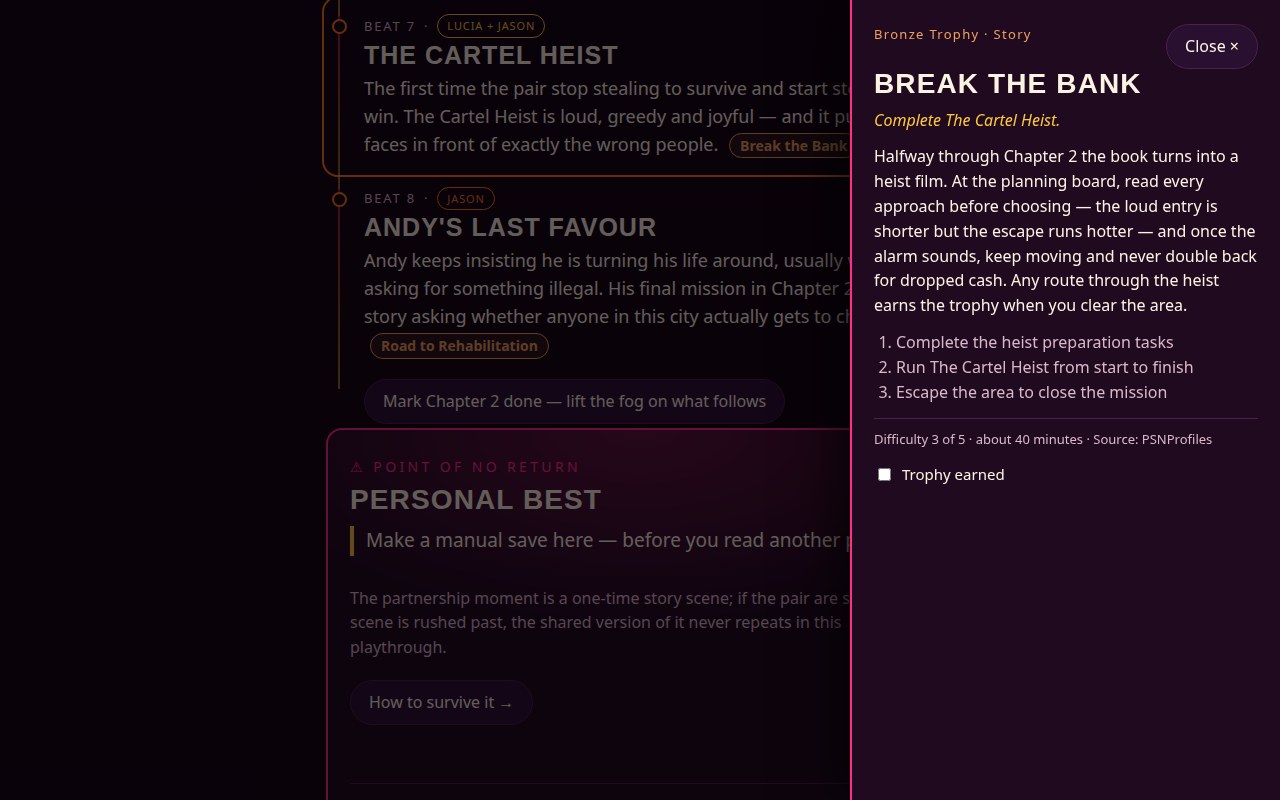 BEAT 7 · LUCIA + JASON
THE CARTEL HEIST
The first time the pair stop stealing to survive and start
win. The Cartel Heist is loud, greedy and joyful — and it
faces in front of exactly the wrong people. Break the Bank
BEAT 8 · JASON
ANDY'S LAST FAVOUR
Andy keeps insisting he is turning his life around, usually
asking for something illegal. His final mission in Chapter 2
story asking whether anyone in this city actually gets to
Road to Rehabilitation
Mark Chapter 2 done — lift the fog on what follows
⚠ POINT OF NO RETURN
PERSONAL BEST
Make a manual save here — before you read another
The partnership moment is a one-time story scene; if the pair are
scene is rushed past, the shared version of it never repeats in this
playthrough.
How to survive it →
Bronze Trophy · Story
Close ×
BREAK THE BANK
Complete The Cartel Heist.
Halfway through Chapter 2 the book turns into a
heist film. At the planning board, read every
approach before choosing — the loud entry is
shorter but the escape runs hotter — and once the
alarm sounds, keep moving and never double back
for dropped cash. Any route through the heist
earns the trophy when you clear the area.
1. Complete the heist preparation tasks
2. Run The Cartel Heist from start to finish
3. Escape the area to close the mission
Difficulty 3 of 5 · about 40 minutes · Source: PSNProfiles
Trophy earned